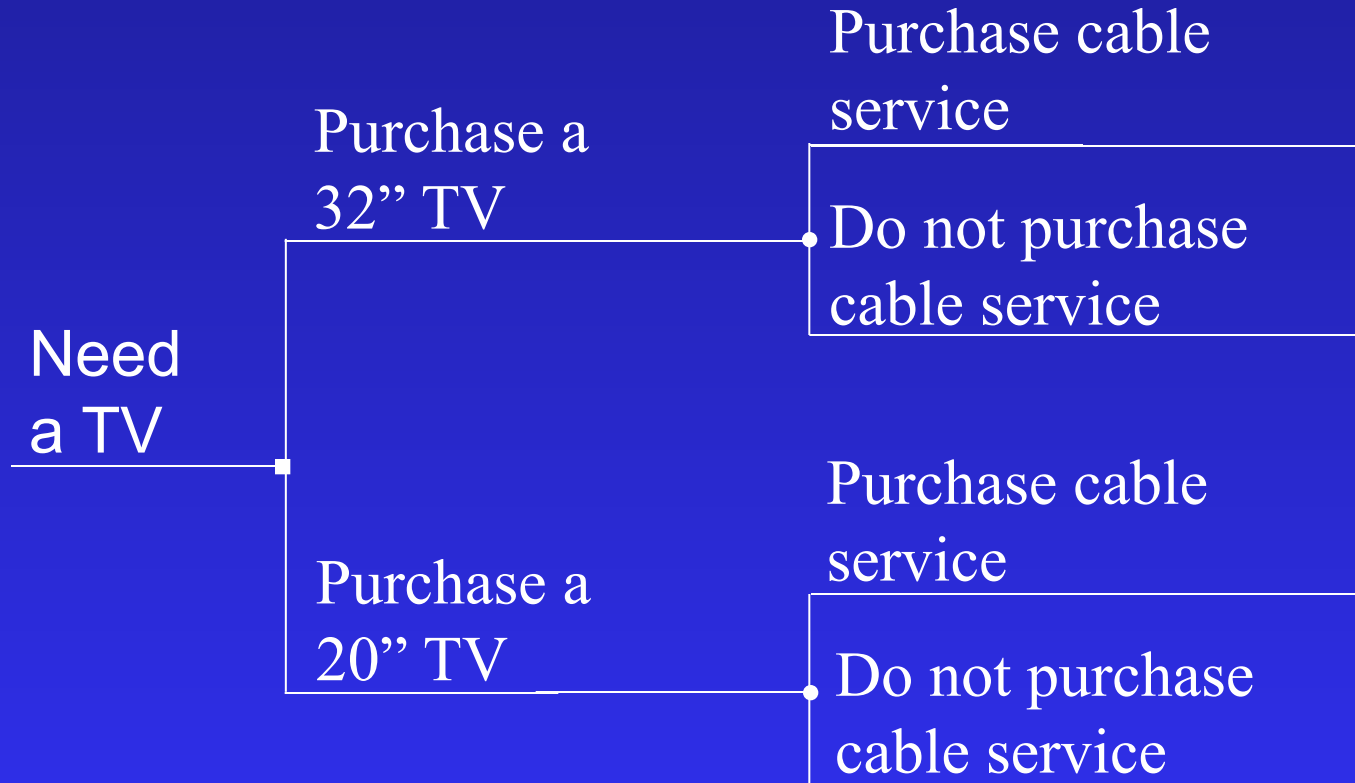 Need
a TV
Purchase a
32” TV
Purchase cable
service
Do not purchase
cable service
Purchase a
20” TV
Purchase cable
service
Do not purchase
cable service